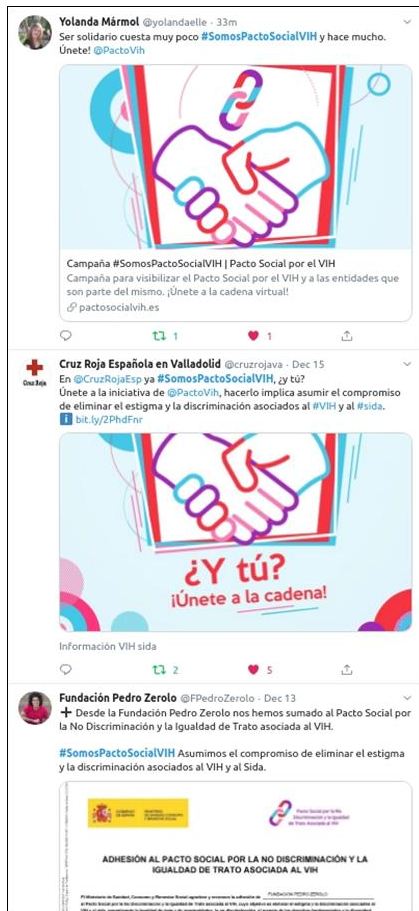 Yolanda Mármol @yolandaelle · 33m
Ser solidario cuesta muy poco #SomosPactoSocialVIH y hace mucho.
Únete! @PactoVih
Campaña #SomosPactoSocialVIH | Pacto Social por el VIH
Campaña para visibilizar el Pacto Social por el VIH y a las entidades que
son parte del mismo. ¡Únete a la cadena virtual!
pactosocialvih.es
1 1
Cruz Roja
Cruz Roja Española en Valladolid @cruzrojava · Dec 15
En @CruzRojaEsp ya #SomosPactoSocialVIH, ¿y tú?
Únete a la iniciativa de @PactoVih, hacerlo implica asumir el compromiso
de eliminar el estigma y la discriminación asociados al #VIH y al #sida.
i bit.ly/2PhdFnr
¿Y tú?
¡Únete a la cadena!
Información VIH sida
2 5
Fundación Pedro Zerolo @FPedroZerolo · Dec 13
+ Desde la Fundación Pedro Zerolo nos hemos sumado al Pacto Social por
la No Discriminación y la Igualdad de Trato asociada al VIH.
#SomosPactoSocialVIH Asumimos el compromiso de eliminar el estigma
y la discriminación asociados al VIH y al Sida.
GOBIERNO DE ESPAÑA
Pacto Social por la No
Discriminación y la Igualdad
de Trato Asociada al VIH
ADHESIÓN AL PACTO SOCIAL POR LA NO DISCRIMINACIÓN Y LA
IGUALDAD DE TRATO ASOCIADA AL VIH
FUNDACIÓN PEDRO ZEROLO